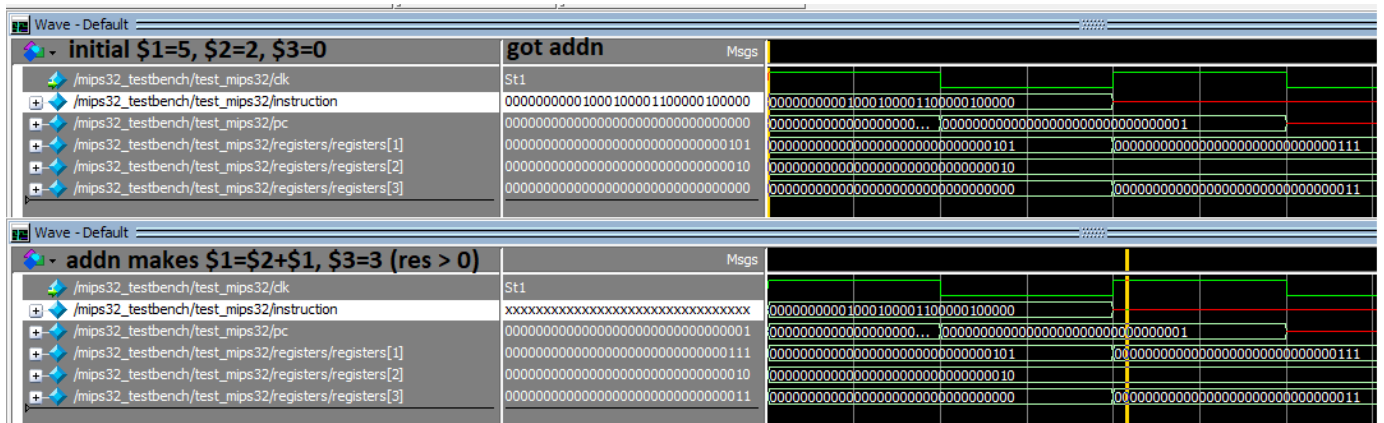 Wave - Default
initial $1=5, $2=2, $3=0 got addn Msgs
/mips32_testbench/test_mips32/clk St1
/mips32_testbench/test_mips32/instruction 00000000001000100001100000100000 00000000001000100001100000100000
/mips32_testbench/test_mips32/pc 00000000000000000000000000000000 0000000000000000000... 00000000000000000000000000000001
/mips32_testbench/test_mips32/registers/registers[1] 00000000000000000000000000000101 00000000000000000000000000000101 00000000000000000000000000000111
/mips32_testbench/test_mips32/registers/registers[2] 00000000000000000000000000000010 00000000000000000000000000000010
/mips32_testbench/test_mips32/registers/registers[3] 00000000000000000000000000000000 00000000000000000000000000000000 00000000000000000000000000000011
Wave - Default
addn makes $1=$2+$1, $3=3 (res > 0) Msgs
/mips32_testbench/test_mips32/clk St1
/mips32_testbench/test_mips32/instruction xxxxxxxxxxxxxxxxxxxxxxxxxxxxxxxx 00000000001000100001100000100000
/mips32_testbench/test_mips32/pc 00000000000000000000000000000001 0000000000000000000... 00000000000000000000000000000001
/mips32_testbench/test_mips32/registers/registers[1] 00000000000000000000000000000111 00000000000000000000000000000101 00000000000000000000000000000111
/mips32_testbench/test_mips32/registers/registers[2] 00000000000000000000000000000010 00000000000000000000000000000010
/mips32_testbench/test_mips32/registers/registers[3] 00000000000000000000000000000011 00000000000000000000000000000000 00000000000000000000000000000011